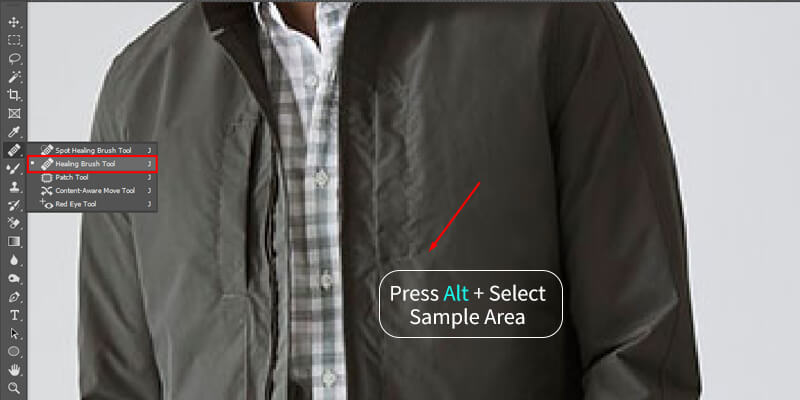 Spot Healing Brush Tool J
Healing Brush Tool J
Patch Tool J
Content-Aware Move Tool J
Red Eye Tool J
Press Alt + Select
Sample Area